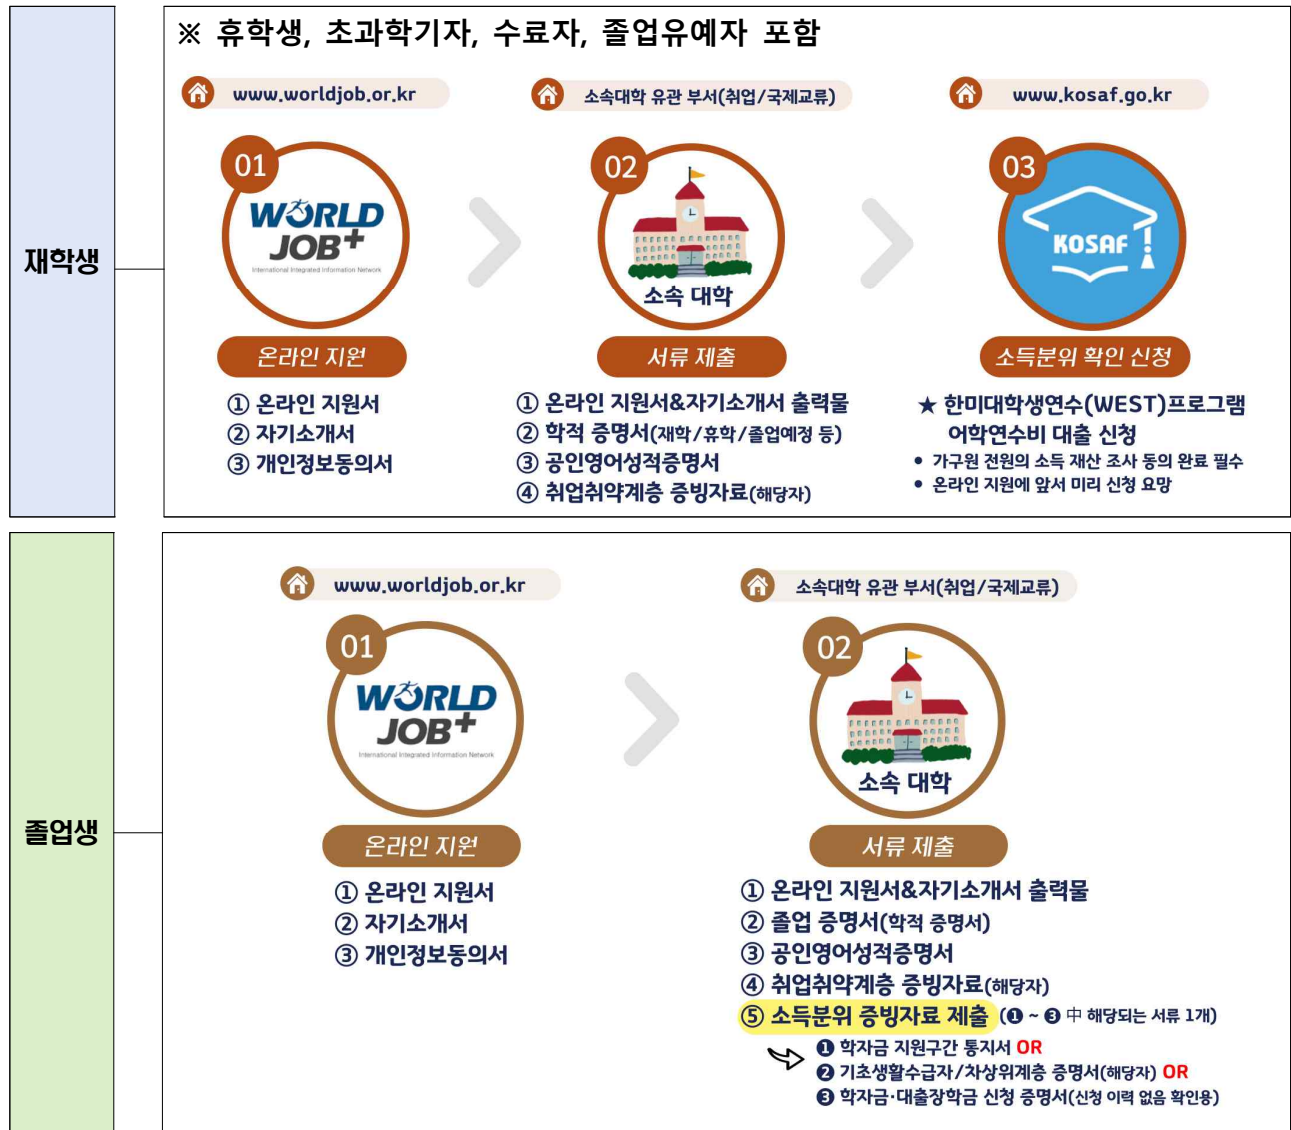 재학생
※ 휴학생, 초과학기자, 수료자, 졸업유예자 포함
www.worldjob.or.kr
01
WORLD
JOB+
International Integrated Information Network
온라인 지원
① 온라인 지원서
② 자기소개서
③ 개인정보동의서
소속대학 유관 부서(취업/국제교류)
02
소속 대학
서류 제출
① 온라인 지원서&자기소개서 출력물
② 학적 증명서(재학/휴학/졸업예정 등)
③ 공인영어성적증명서
④ 취업취약계층 증빙자료(해당자)
www.kosaf.go.kr
03
KOSAF
소득분위 확인 신청
★ 한미대학생연수(WEST)프로그램
어학연수비 대출 신청
• 가구원 전원의 소득 재산 조사 동의 완료 필수
• 온라인 지원에 앞서 미리 신청 요망
졸업생
www.worldjob.or.kr
01
WORLD
JOB+
International Integrated Information Network
온라인 지원
① 온라인 지원서
② 자기소개서
③ 개인정보동의서
소속대학 유관 부서(취업/국제교류)
02
소속 대학
서류 제출
① 온라인 지원서&자기소개서 출력물
② 졸업 증명서(학적 증명서)
③ 공인영어성적증명서
④ 취업취약계층 증빙자료(해당자)
⑤ 소득분위 증빙자료 제출 (❶ ~ ❸ 中 해당되는 서류 1개)
❶ 학자금 지원구간 통지서 OR
❷ 기초생활수급자/차상위계층 증명서(해당자) OR
❸ 학자금·대출장학금 신청 증명서(신청 이력 없음 확인용)